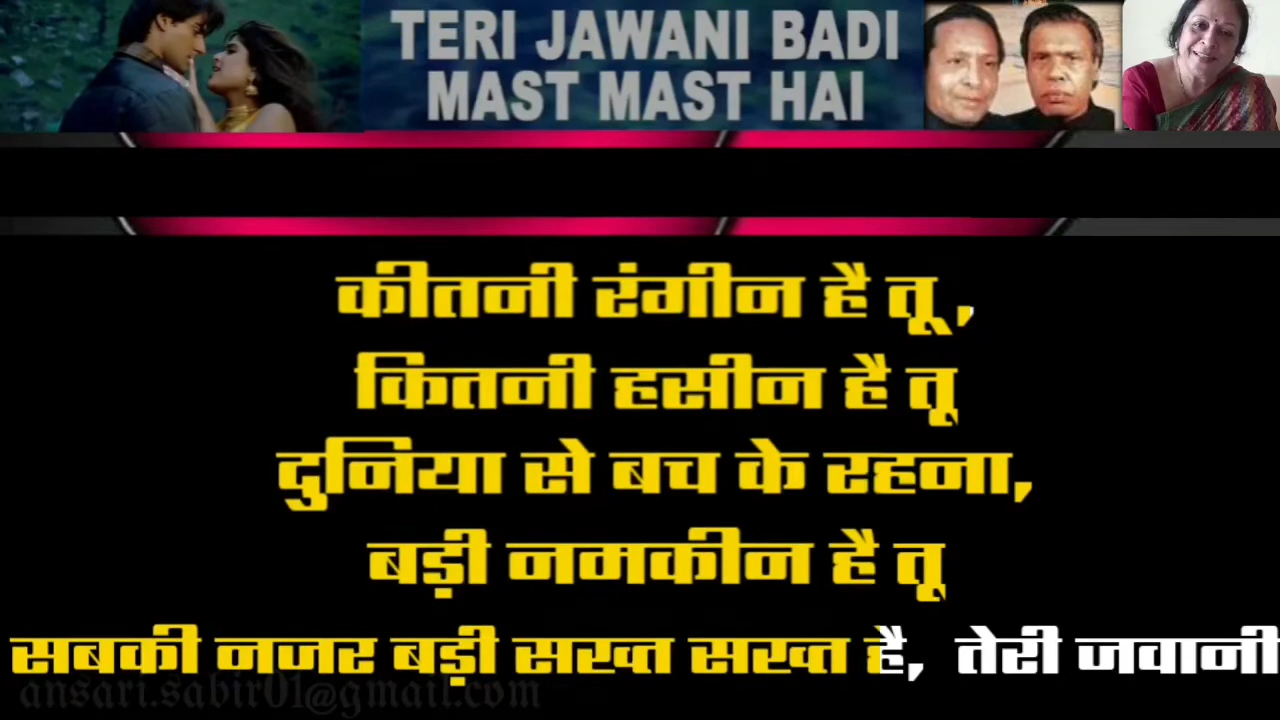 TERI JAWANI BADI
MAST MAST HAI
कीतनी रंगीन है तू ,
कितनी हसीन है तू
दुनिया से बच के रहना,
बड़ी नमकीन है तू
सबकी नजर बड़ी सख्त सख्त है, तेरी जवानी
ansari.sabir01@gmail.com